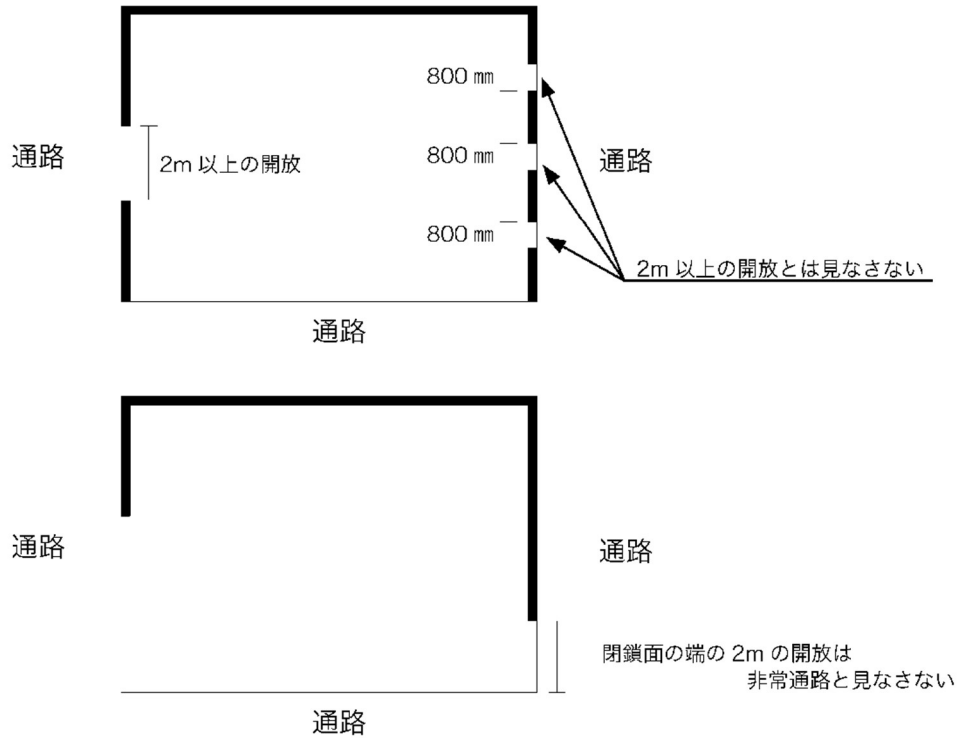 800 ㎜
通路
2m 以上の開放
800 ㎜
通路
800 ㎜
2m 以上の開放とは見なさない
通路
通路
通路
閉鎖面の端の 2m の開放は
非常通路と見なさない
通路